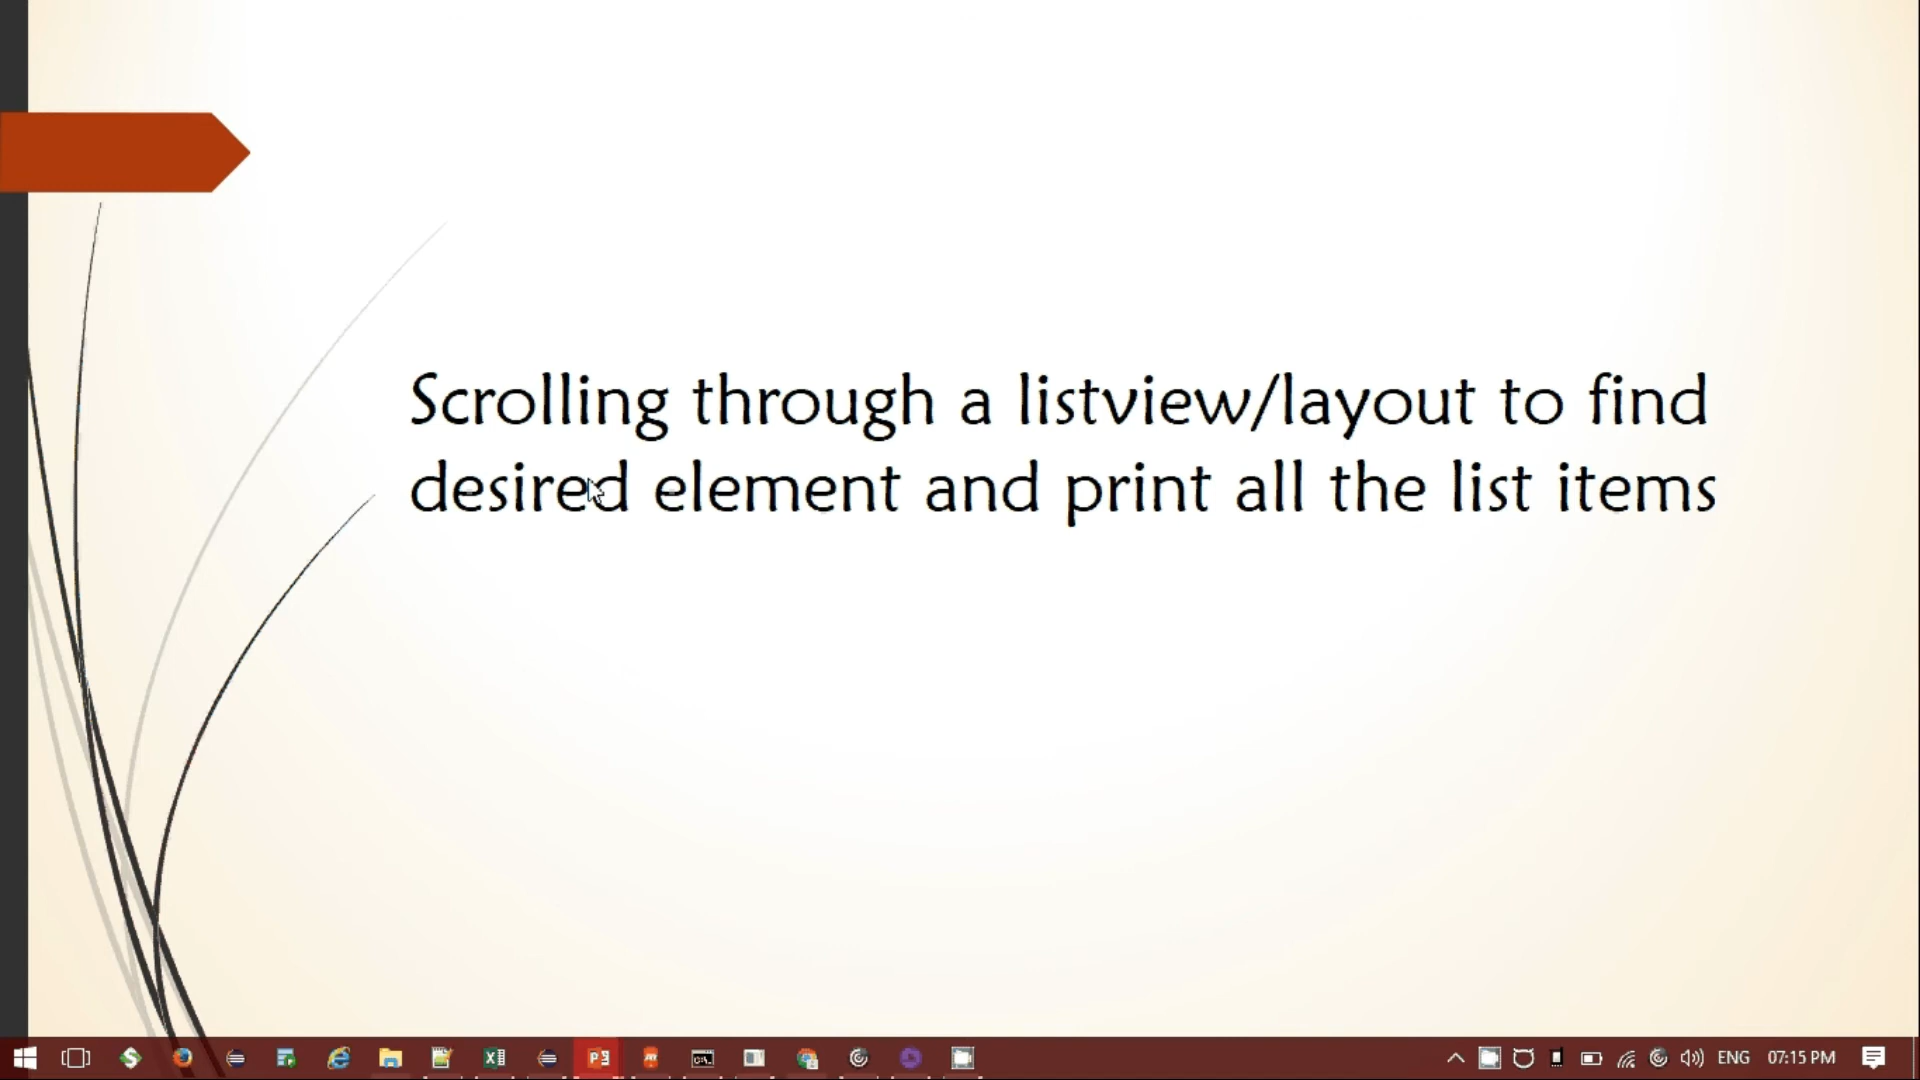 Scrolling through a listview/layout to find
desired element and print all the list items
ENG 07:15 PM